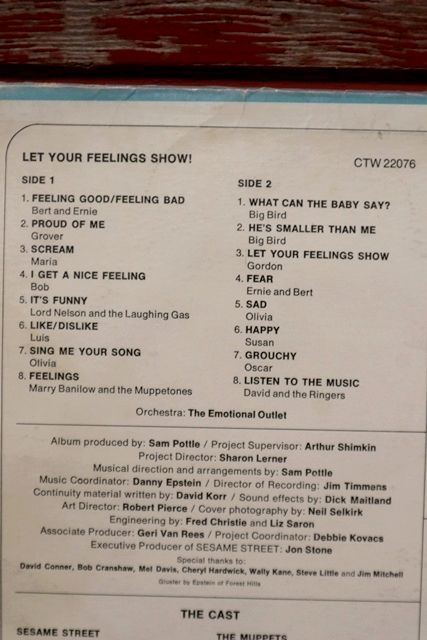 LET YOUR FEELINGS SHOW!
CTW 22076
SIDE 1
1. FEELING GOOD/FEELING BAD
Bert and Ernie
2. PROUD OF ME
Grover
3. SCREAM
Maria
4. I GET A NICE FEELING
Bob
5. IT'S FUNNY
Lord Nelson and the Laughing Gas
6. LIKE/DISLIKE
Luis
7. SING ME YOUR SONG
Olivia
8. FEELINGS
Marry Banilow and the Muppetones
SIDE 2
1. WHAT CAN THE BABY SAY?
Big Bird
2. HE'S SMALLER THAN ME
Big Bird
3. LET YOUR FEELINGS SHOW
Gordon
4. FEAR
Ernie and Bert
5. SAD
Olivia
6. HAPPY
Susan
7. GROUCHY
Oscar
8. LISTEN TO THE MUSIC
David and the Ringers
Orchestra: The Emotional Outlet
Album produced by: Sam Pottle / Project Supervisor: Arthur Shimkin
Project Director: Sharon Lerner
Musical direction and arrangements by: Sam Pottle
Music Coordinator: Danny Epstein / Director of Recording: Jim Timmens
Continuity material written by: David Korr / Sound effects by: Dick Maitland
Art Director: Robert Pierce / Cover photography by: Neil Selkirk
Engineering by: Fred Christie and Liz Saron
Associate Producer: Geri Van Rees / Project Coordinator: Debbie Kovacs
Executive Producer of SESAME STREET: Jon Stone
Special thanks to:
David Conner, Bob Cranshaw, Mel Davis, Cheryl Hardwick, Wally Kane, Steve Little and Jim Mitchell
Gluster by Epstein of Forest Hills
THE CAST
SESAME STREET
THE MUPPETS